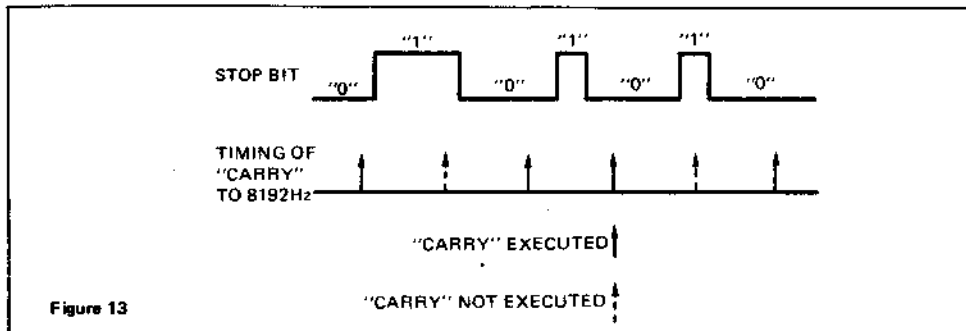 "1" "1" "1"
STOP BIT
"0" "0" "0" "0"
TIMING OF
"CARRY"
TO 8192Hz
"CARRY" EXECUTED
"CARRY" NOT EXECUTED
Figure 13